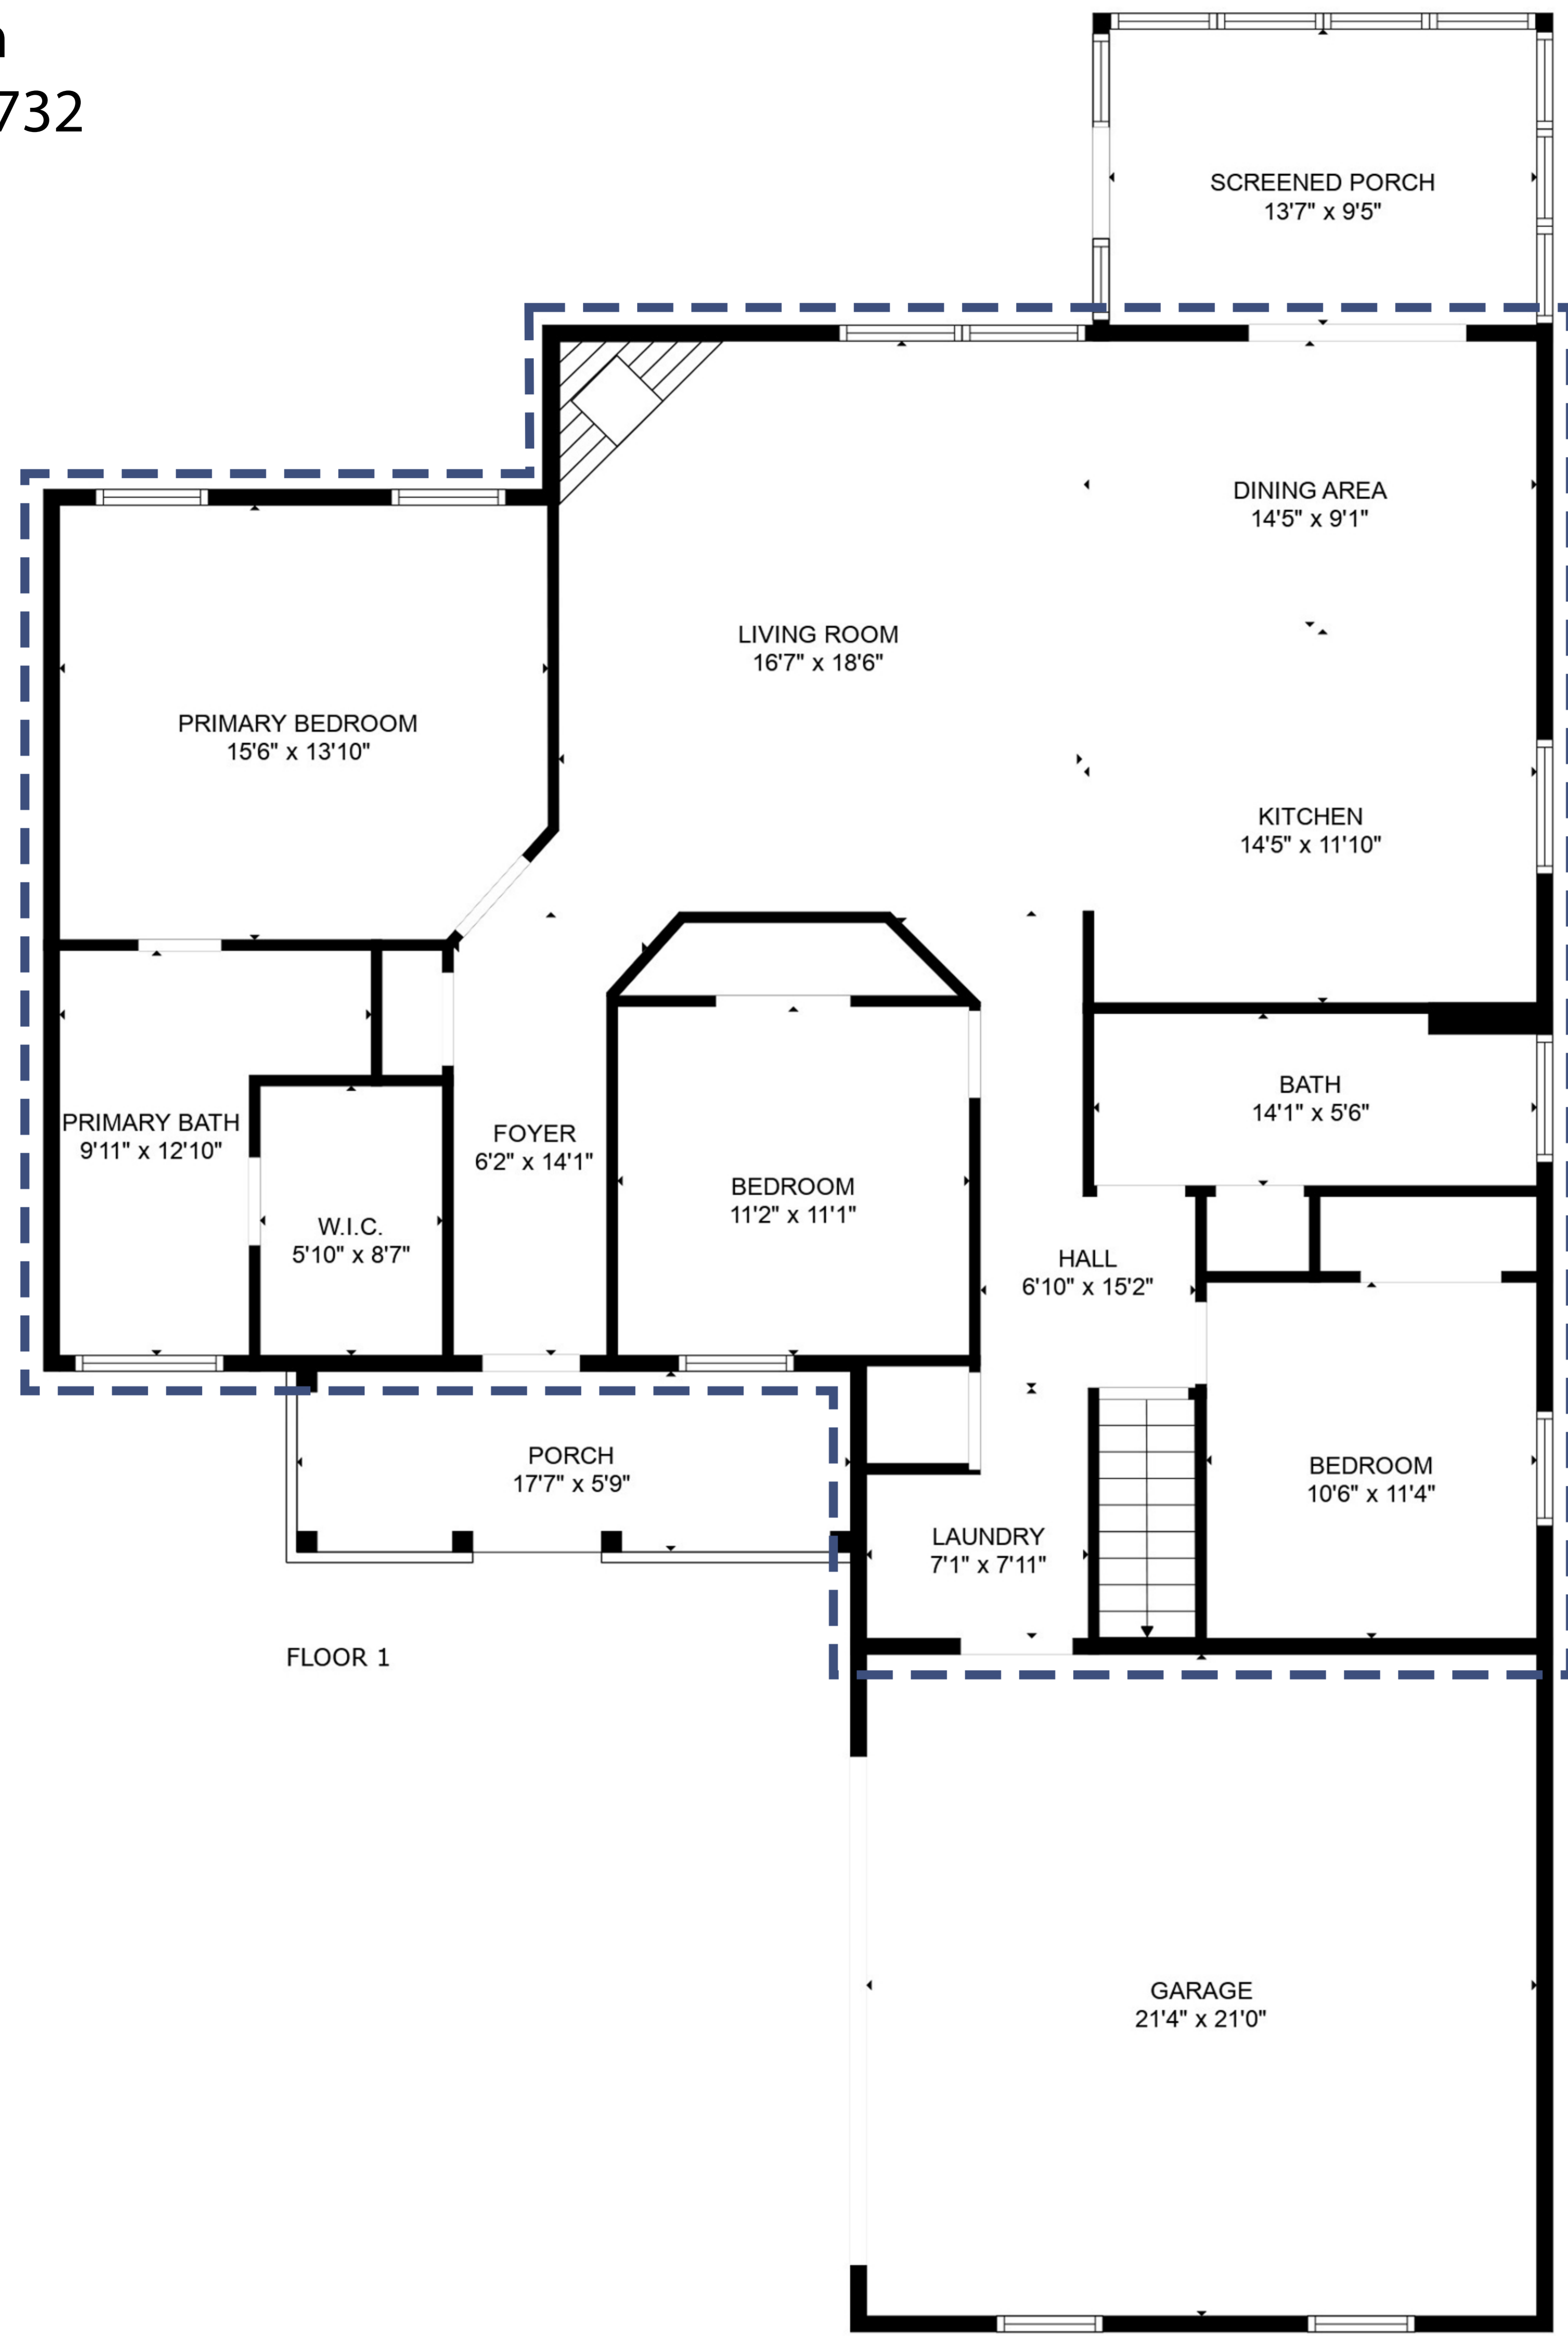 732
SCREENED PORCH
13'7" x 9'5"
DINING AREA
14'5" x 9'1"
LIVING ROOM
16'7" x 18'6"
PRIMARY BEDROOM
15'6" x 13'10"
KITCHEN
14'5" x 11'10"
BATH
14'1" x 5'6"
PRIMARY BATH
9'11" x 12'10"
FOYER
6'2" x 14'1"
BEDROOM
11'2" x 11'1"
W.I.C.
5'10" x 8'7"
HALL
6'10" x 15'2"
PORCH
17'7" x 5'9"
BEDROOM
10'6" x 11'4"
LAUNDRY
7'1" x 7'11"
FLOOR 1
GARAGE
21'4" x 21'0"